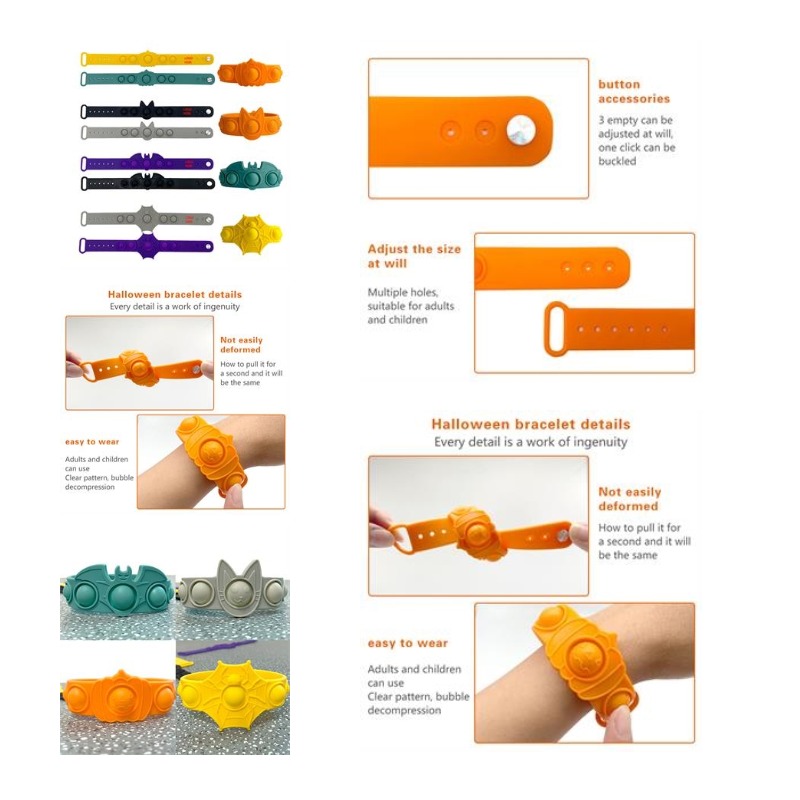 Halloween bracelet details
Every detail is a work of ingenuity
Not easily
deformed
How to pull it for
a second and it will
be the same
easy to wear
Adults and children
can use
Clear pattern, bubble
decompression
button
accessories
3 empty can be
adjusted at will,
one click can be
buckled
Adjust the size
at will
Multiple holes,
suitable for adults
and children
Halloween bracelet details
Every detail is a work of ingenuity
Not easily
deformed
How to pull it for
a second and it will
be the same
easy to wear
Adults and children
can use
Clear pattern, bubble
decompression